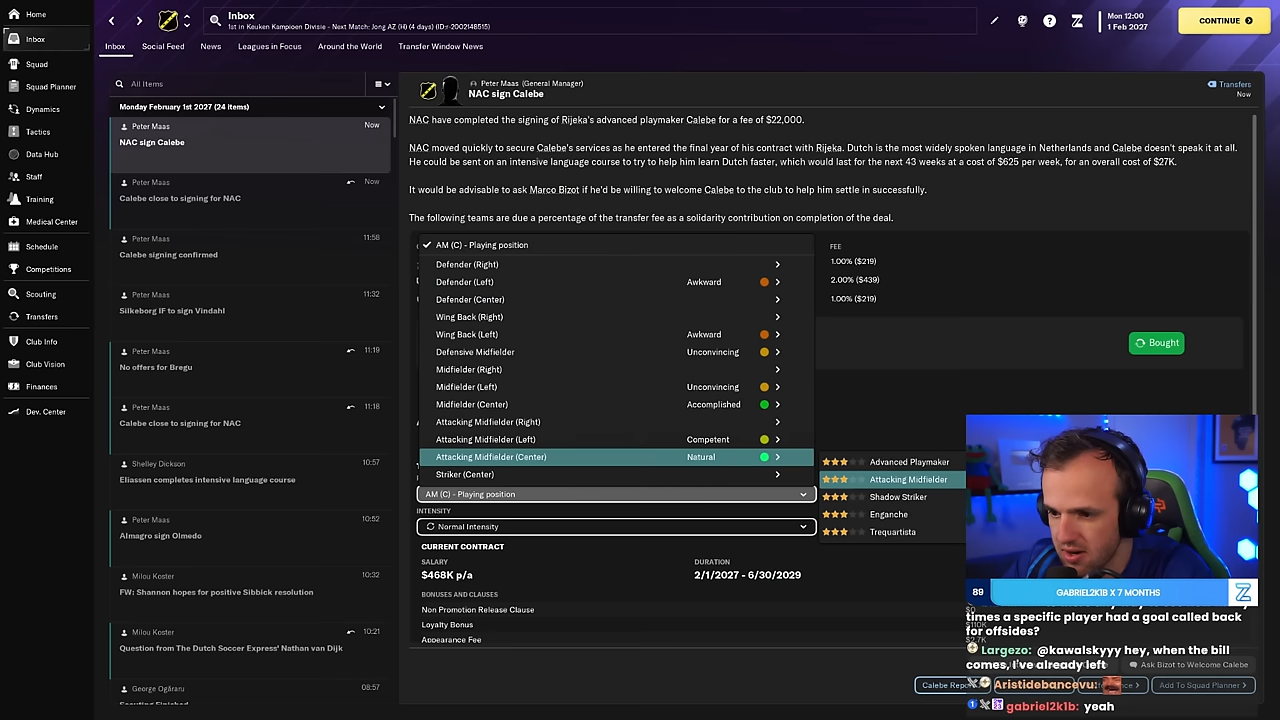 Home
Inbox
Squad
Squad Planner
Dynamics
Tactics
Data Hub
Staff
Training
Medical Center
Schedule
Competitions
Scouting
Transfers
Club Info
Club Vision
Finances
Dev. Center
Inbox
1st in Keuken Kampioen Divisie - Next Match: Jong AZ (H) (4 days) (ID:r-2002148515)
Mon 12:00
1 Feb 2027
CONTINUE
Inbox
Social Feed
News
Leagues in Focus
Around the World
Transfer Window News
All Items
Monday February 1st 2027 (24 items)
Peter Maas
Now
NAC sign Calebe
Peter Maas
Now
Calebe close to signing for NAC
Peter Maas
11:58
Calebe signing confirmed
Peter Maas
11:32
Silkeborg IF to sign Vindahl
Peter Maas
11:19
No offers for Bregu
Peter Maas
11:18
Calebe close to signing for NAC
Shelley Dickson
10:57
Eliassen completes intensive language course
Peter Maas
10:52
Almagro sign Olmedo
Milou Koster
10:32
FW: Shannon hopes for positive Sibbick resolution
Milou Koster
10:21
Question from The Dutch Soccer Express' Nathan van Dijk
George Ogăraru
08:57
Scouting Finished
Peter Maas (General Manager)
NAC sign Calebe
Transfers
Now
NAC have completed the signing of Rijeka's advanced playmaker Calebe for a fee of $22,000.
NAC moved quickly to secure Calebe's services as he entered the final year of his contract with Rijeka. Dutch is the most widely spoken language in Netherlands and Calebe doesn't speak it at all.
He could be sent on an intensive language course to try to help him learn Dutch faster, which would last for the next 43 weeks at a cost of $625 per week, for an overall cost of $27K.
It would be advisable to ask Marco Bizot if he'd be willing to welcome Calebe to the club to help him settle in successfully.
The following teams are due a percentage of the transfer fee as a solidarity contribution on completion of the deal.
FEE
1.00% ($219)
2.00% ($439)
1.00% ($219)
Bought
AM (C) - Playing position
Defender (Right)
Defender (Left)
Awkward
Defender (Center)
Wing Back (Right)
Wing Back (Left)
Awkward
Defensive Midfielder
Unconvincing
Midfielder (Right)
Midfielder (Left)
Unconvincing
Midfielder (Center)
Accomplished
Attacking Midfielder (Right)
Attacking Midfielder (Left)
Competent
Attacking Midfielder (Center)
Natural
Striker (Center)
Advanced Playmaker
Attacking Midfielder
Shadow Striker
Enganche
Trequartista
AM (C) - Playing position
INTENSITY
Normal Intensity
CURRENT CONTRACT
SALARY
$468K p/a
DURATION
2/1/2027 - 6/30/2029
BONUSES AND CLAUSES
Non Promotion Release Clause
Loyalty Bonus
Appearance Fee
Calebe Repo
Ask Bizot to Welcome Calebe
Add To Squad Planner
89
GABRIEL2K1B X 7 MONTHS
times a specific player had a goal called back
for offsides?
Largezo: @kawalskyyy hey, when the bill
comes, I've already left
Aristidebancevu:
gabriel2k1b: yeah